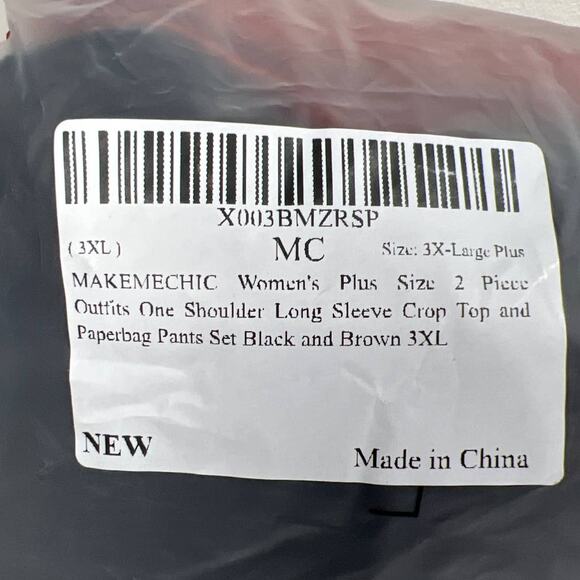 X003BMZRSP
(3XL) MC Size: 3X-Large Plus
MAKEMECHIC Women's Plus Size 2 Piece
Outfits One Shoulder Long Sleeve Crop Top and
Paperbag Pants Set Black and Brown 3XL
NEW Made in China